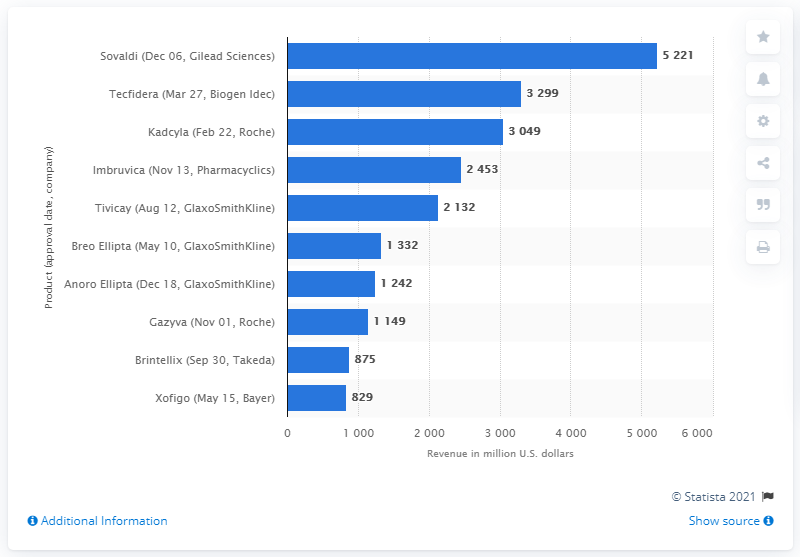 Product (approval date, company)
Sovaldi (Dec 06, Gilead Sciences) 5 221
Tecfidera (Mar 27, Biogen Idec) 3 299
Kadcyla (Feb 22, Roche) 3 049
Imbruvica (Nov 13, Pharmacyclics) 2 453
Tivicay (Aug 12, GlaxoSmithKline) 2 132
Breo Ellipta (May 10, GlaxoSmithKline) 1 332
Anoro Ellipta (Dec 18, GlaxoSmithKline) 1 242
Gazyva (Nov 01, Roche) 1 149
Brintellix (Sep 30, Takeda) 875
Xofigo (May 15, Bayer) 829
0 1 000 2 000 3 000 4 000 5 000 6 000
Revenue in million U.S. dollars
© Statista 2021
Additional Information Show source